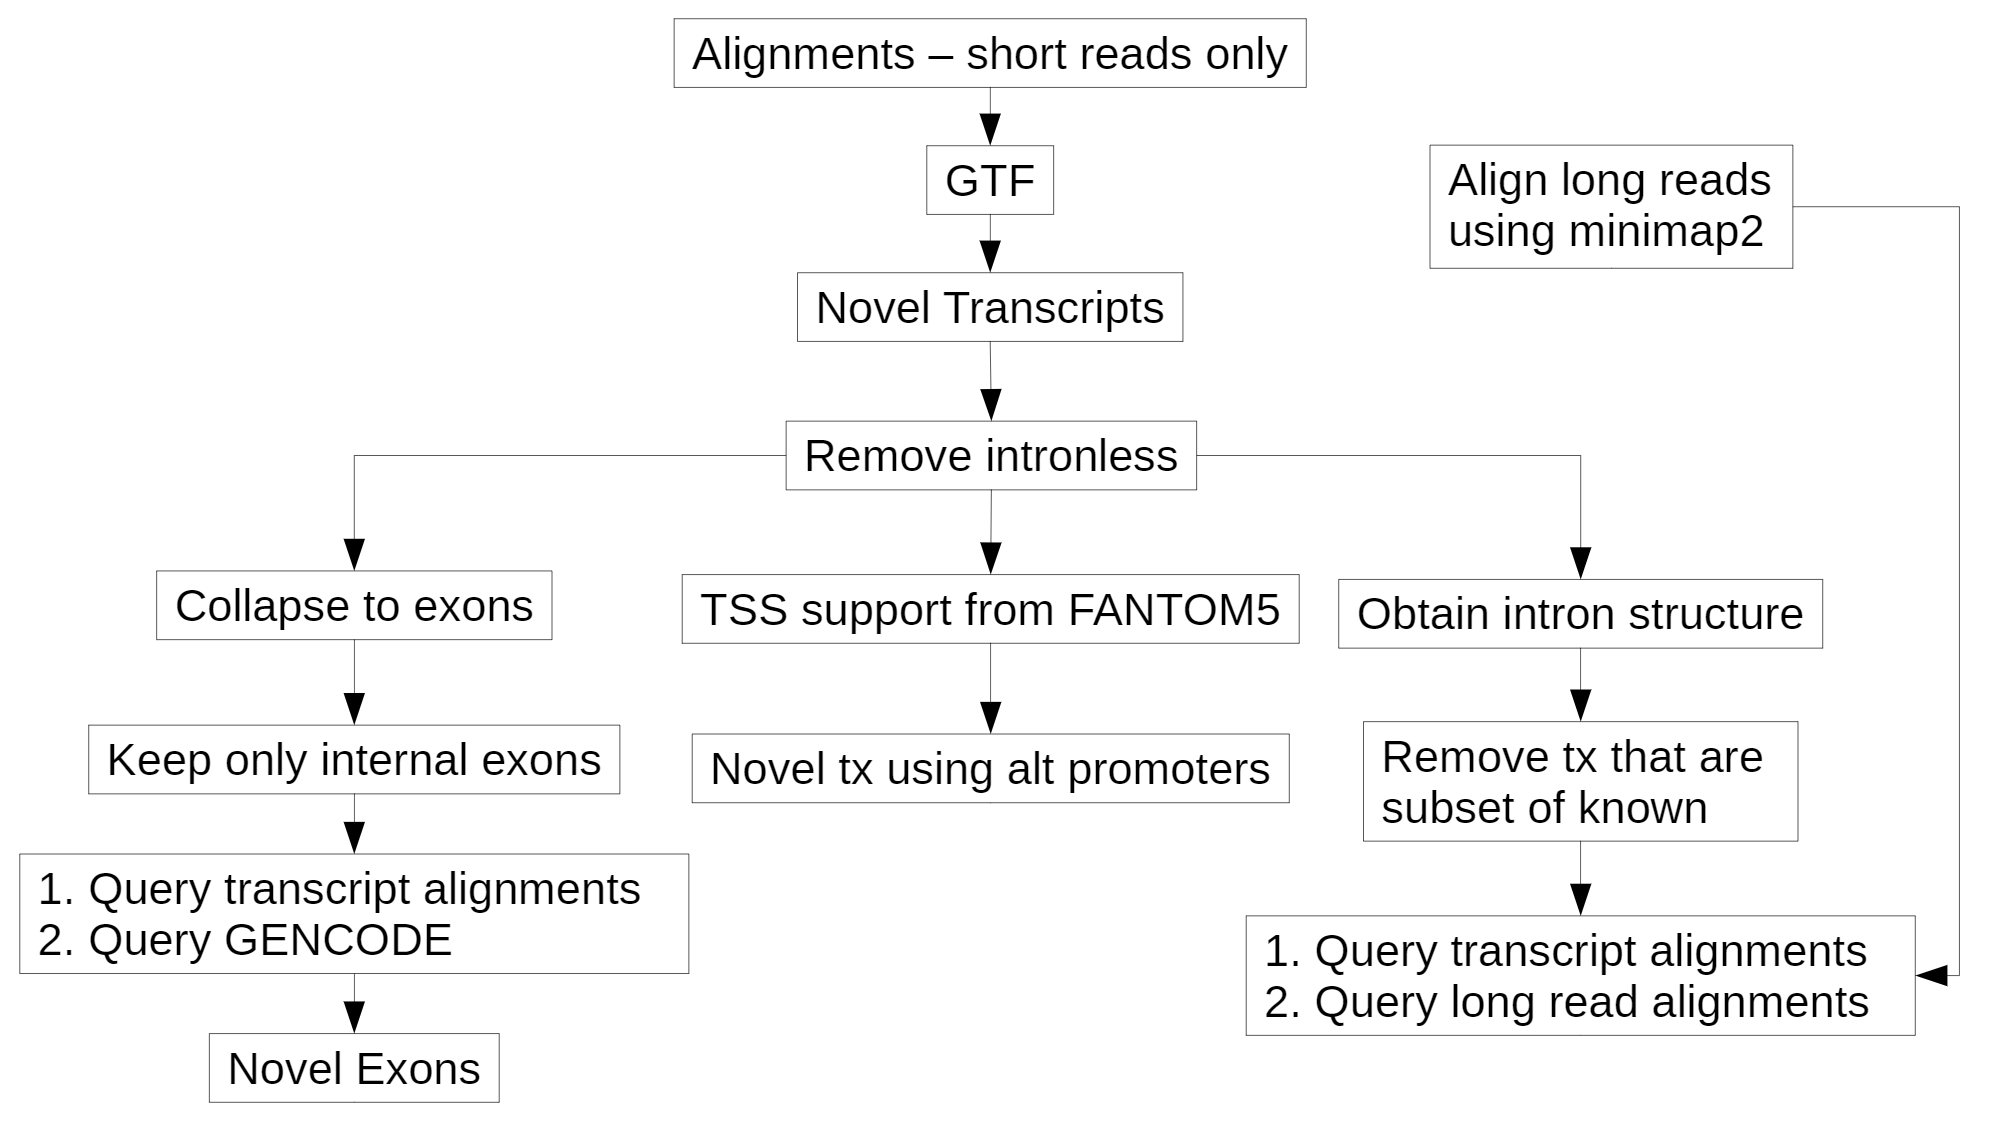 Alignments – short reads only
GTF
Align long reads
using minimap2
Novel Transcripts
Remove intronless
Collapse to exons
TSS support from FANTOM5
Obtain intron structure
Keep only internal exons
Novel tx using alt promoters
Remove tx that are
subset of known
1. Query transcript alignments
2. Query GENCODE
1. Query transcript alignments
2. Query long read alignments
Novel Exons